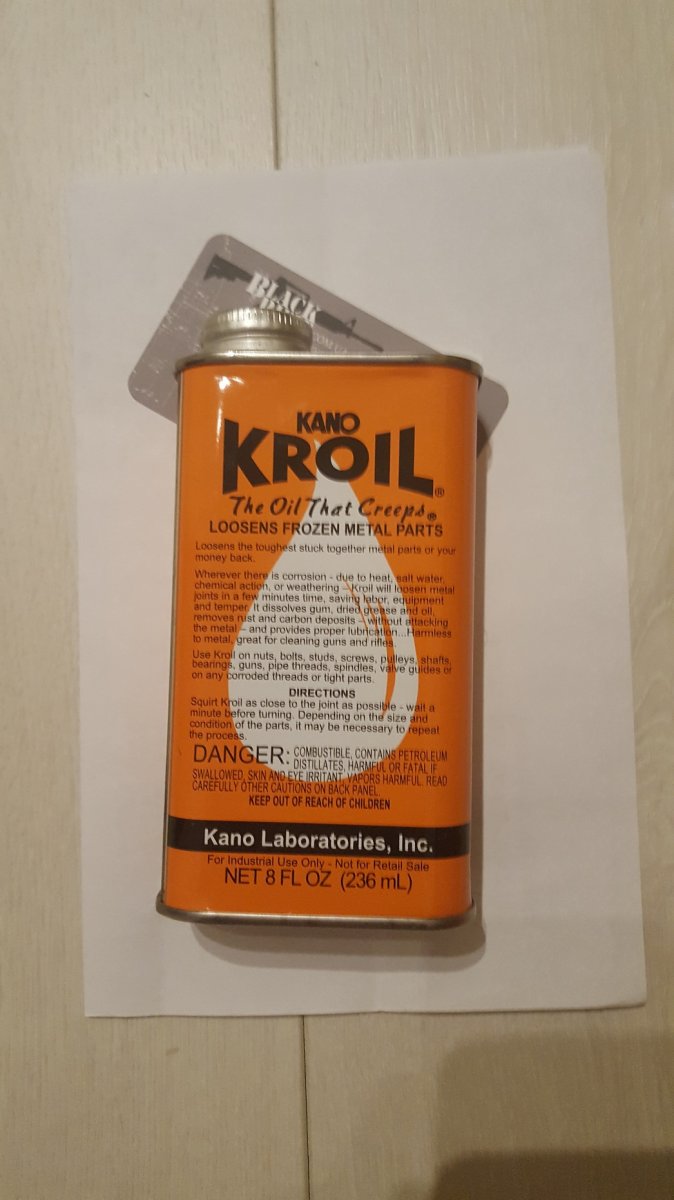 BLACK
KANO
KROIL®
The Oil That Creeps®
LOOSENS FROZEN METAL PARTS
Loosens the toughest stuck together metal parts or your
money back.
Wherever there is corrosion - due to heat, salt water,
chemical action, or weathering - Kroil will loosen metal
joints in a few minutes time, saving labor, equipment
and temper. It dissolves gum, dried grease and oil,
removes rust and carbon deposits - without attacking
the metal - and provides proper lubrication...Harmless
to metal, great for cleaning guns and rifles.
Use Kroil on nuts, bolts, studs, screws, pulleys, shafts,
bearings, guns, pipe threads, spindles, valve guides or
on any corroded threads or tight parts.
DIRECTIONS
Squirt Kroil as close to the joint as possible - wait a
minute before turning. Depending on the size and
condition of the parts, it may be necessary to repeat
the process.
DANGER: COMBUSTIBLE, CONTAINS PETROLEUM
DISTILLATES, HARMFUL OR FATAL IF
SWALLOWED, SKIN AND EYE IRRITANT, VAPORS HARMFUL. READ
CAREFULLY OTHER CAUTIONS ON BACK PANEL.
KEEP OUT OF REACH OF CHILDREN
Kano Laboratories, Inc.
For Industrial Use Only - Not for Retail Sale
NET 8 FL OZ (236 mL)